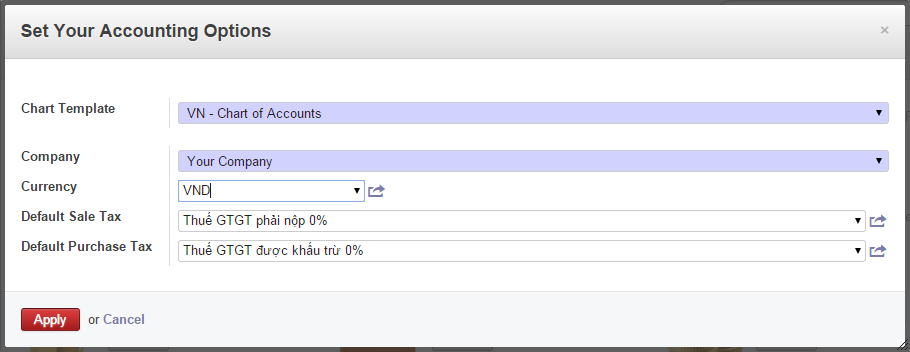 Set Your Accounting Options ×
Chart Template VN - Chart of Accounts
Company Your Company
Currency VND
Default Sale Tax Thuế GTGT phải nộp 0%
Default Purchase Tax Thuế GTGT được khấu trừ 0%
Apply or Cancel